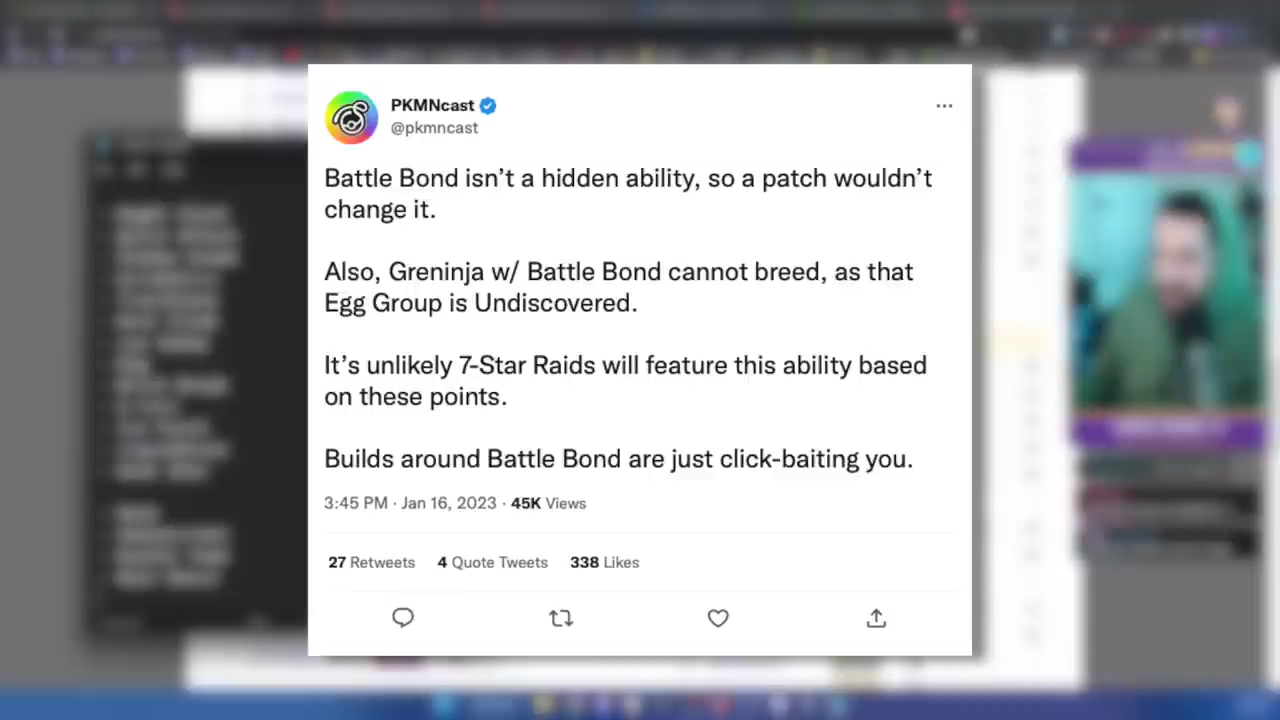 PKMNcast
@pkmncast
Battle Bond isn’t a hidden ability, so a patch wouldn’t
change it.
Also, Greninja w/ Battle Bond cannot breed, as that
Egg Group is Undiscovered.
It’s unlikely 7-Star Raids will feature this ability based
on these points.
Builds around Battle Bond are just click-baiting you.
3:45 PM · Jan 16, 2023 · 45K Views
27 Retweets 4 Quote Tweets 338 Likes